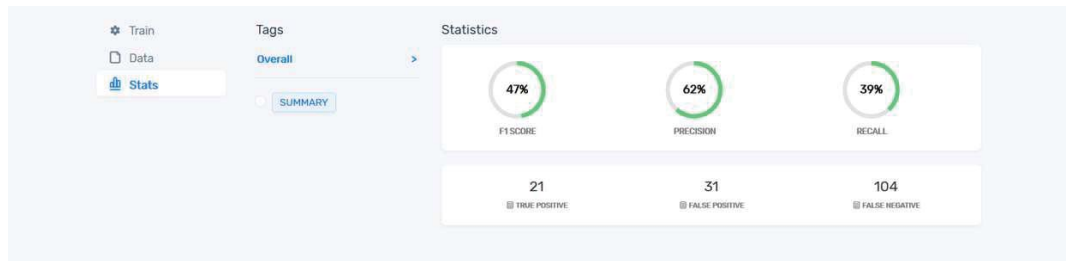 Train
Data
Stats
Tags
Overall >
SUMMARY
Statistics
47%
F1 SCORE
62%
PRECISION
39%
RECALL
21
TRUE POSITIVE
31
FALSE POSITIVE
104
FALSE NEGATIVE